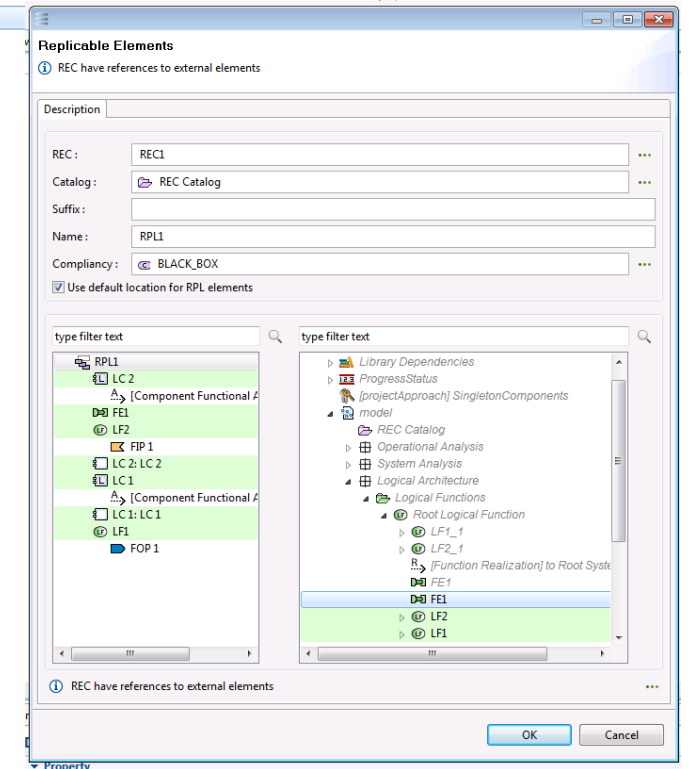 Replicable Elements
REC have references to external elements
Description
REC :
REC1
Catalog :
REC Catalog
Suffix :
Name :
RPL1
Compliancy :
BLACK_BOX
Use default location for RPL elements
type filter text
RPL1
LC 2
[Component Functional A
FE1
LF2
FIP 1
LC 2: LC 2
LC 1
[Component Functional A
LC 1: LC 1
LF1
FOP 1
type filter text
Library Dependencies
ProgressStatus
[projectApproach] SingletonComponents
model
REC Catalog
Operational Analysis
System Analysis
Logical Architecture
Logical Functions
Root Logical Function
LF1_1
LF2_1
[Function Realization] to Root Syste
FE1
FE1
LF2
LF1
REC have references to external elements
OK
Cancel
Property